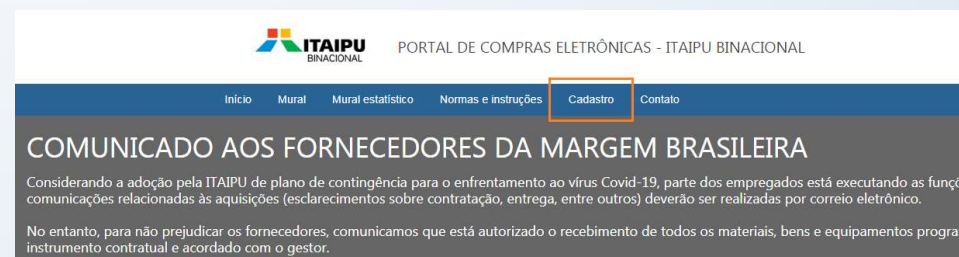 ITAIPU
BINACIONAL
PORTAL DE COMPRAS ELETRÔNICAS - ITAIPU BINACIONAL
Início Mural Mural estatístico Normas e instruções Cadastro Contato
COMUNICADO AOS FORNECEDORES DA MARGEM BRASILEIRA
Considerando a adoção pela ITAIPU de plano de contingência para o enfrentamento ao vírus Covid-19, parte dos empregados está executando as
comunicações relacionadas às aquisições (esclarecimentos sobre contratação, entrega, entre outros) deverão ser realizadas por correio eletrônico.
No entanto, para não prejudicar os fornecedores, comunicamos que está autorizado o recebimento de todos os materiais, bens e equipamentos
instrumento contratual e acordado com o gestor.